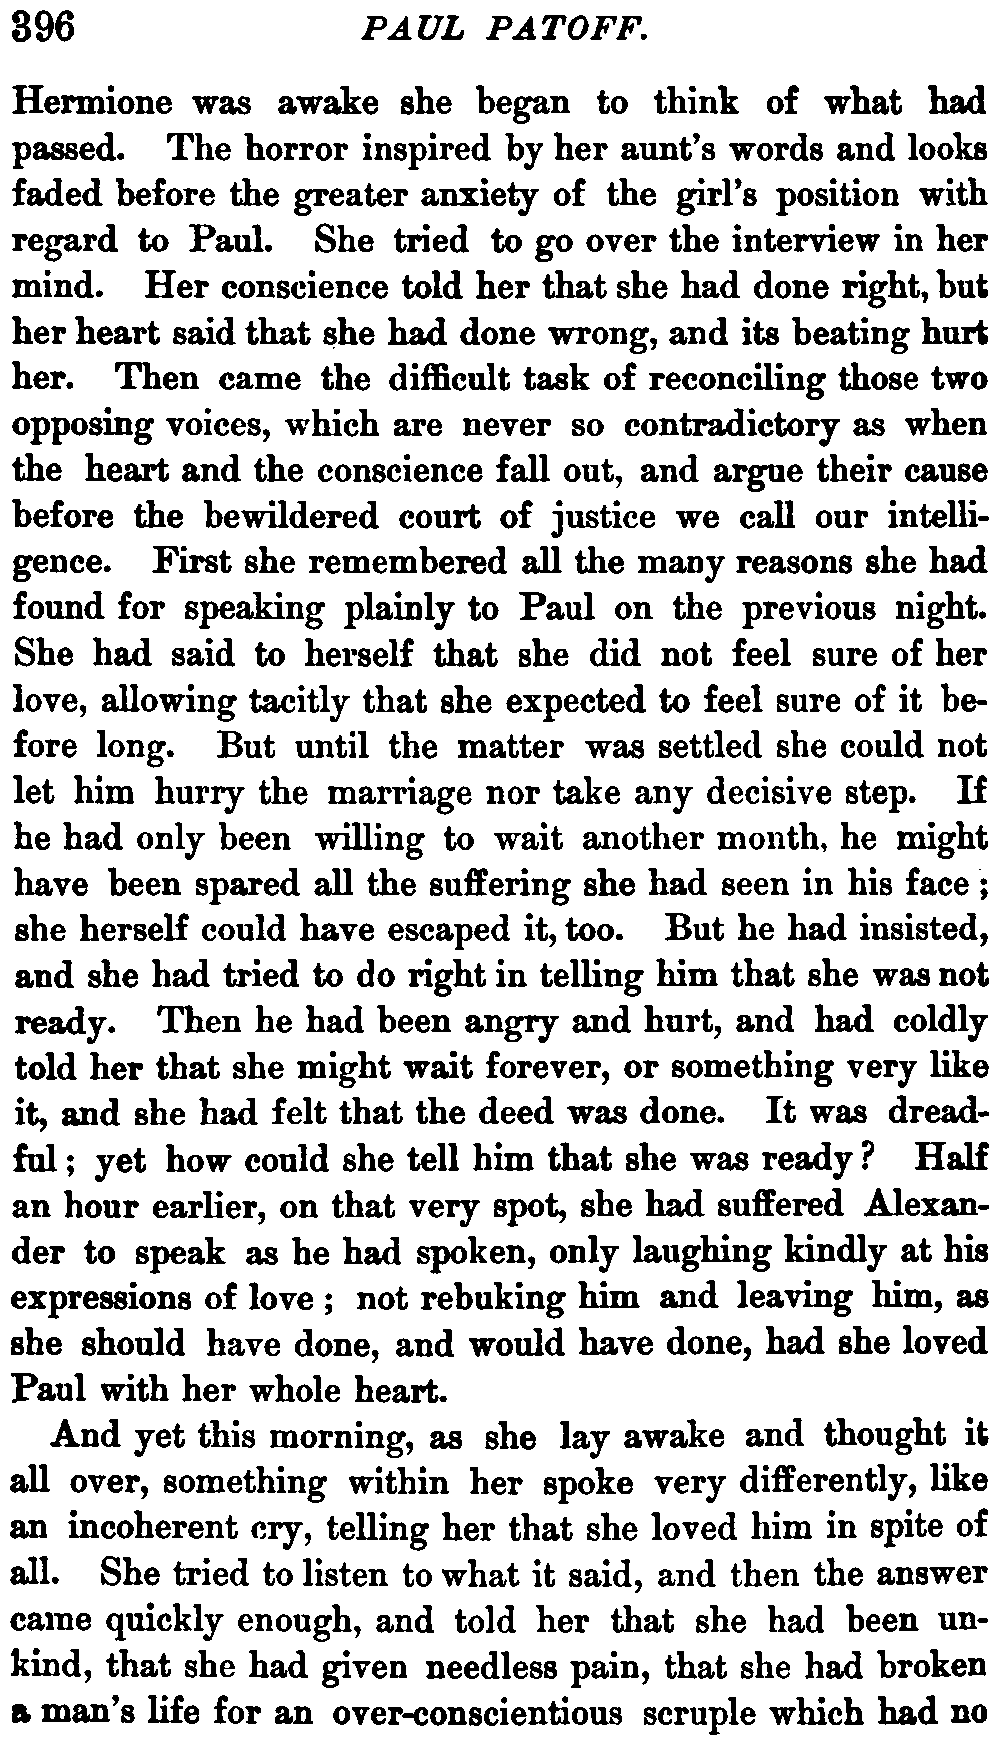 396 PAUL PATOFF.
Hermione was awake she began to think of what had
passed. The horror inspired by her aunt's words and looks
faded before the greater anxiety of the girl's position with
regard to Paul. She tried to go over the interview in her
mind. Her conscience told her that she had done right, but
her heart said that she had done wrong, and its beating hurt
her. Then came the difficult task of reconciling those two
opposing voices, which are never so contradictory as when
the heart and the conscience fall out, and argue their cause
before the bewildered court of justice we call our intelli-
gence. First she remembered all the many reasons she had
found for speaking plainly to Paul on the previous night.
She had said to herself that she did not feel sure of her
love, allowing tacitly that she expected to feel sure of it be-
fore long. But until the matter was settled she could not
let him hurry the marriage nor take any decisive step. If
he had only been willing to wait another month, he might
have been spared all the suffering she had seen in his face ;
she herself could have escaped it, too. But he had insisted,
and she had tried to do right in telling him that she was not
ready. Then he had been angry and hurt, and had coldly
told her that she might wait forever, or something very like
it, and she had felt that the deed was done. It was dread-
ful ; yet how could she tell him that she was ready ? Half
an hour earlier, on that very spot, she had suffered Alexan-
der to speak as he had spoken, only laughing kindly at his
expressions of love ; not rebuking him and leaving him, as
she should have done, and would have done, had she loved
Paul with her whole heart.
And yet this morning, as she lay awake and thought it
all over, something within her spoke very differently, like
an incoherent cry, telling her that she loved him in spite of
all. She tried to listen to what it said, and then the answer
came quickly enough, and told her that she had been un-
kind, that she had given needless pain, that she had broken
a man's life for an over-conscientious scruple which had no